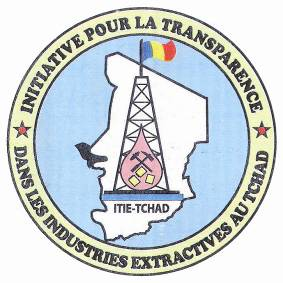 INITIATIVE POUR LA TRANSPARENCE
DANS LES INDUSTRIES EXTRACTIVES AU TCHAD
ITIE-TCHAD